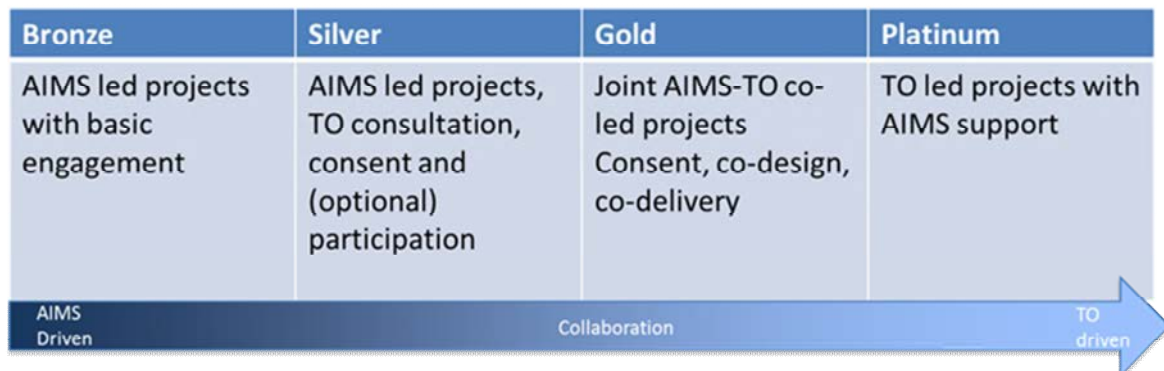 Bronze
Silver
Gold
Platinum
AIMS led projects
with basic
engagement
AIMS led projects,
TO consultation,
consent and
(optional)
participation
Joint AIMS-TO co-
led projects
Consent, co-design,
co-delivery
TO led projects with
AIMS support
AIMS
Driven
Collaboration
TO
driven